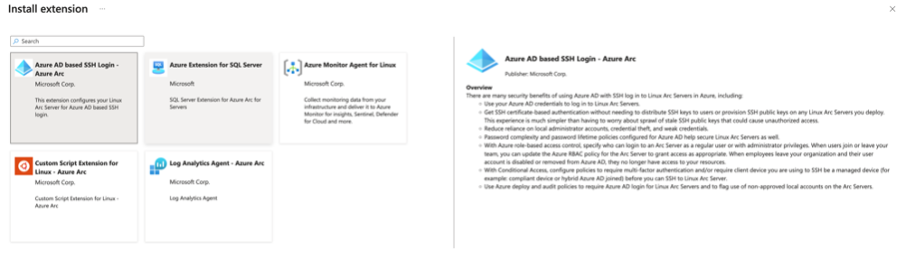 Install extension
...
Search
Azure AD based SSH Login -
Azure Arc
Microsoft Corp.
This extension configures your Linux
Arc Server for Azure AD based SSH
login.
Azure Extension for SQL Server
Microsoft
SQL Server Extension for Azure Arc for
Servers
Azure Monitor Agent for Linux
Microsoft Corp.
Collect monitoring data from your
infrastructure and deliver it to Azure
Monitor for insights, Sentinel, Defender
for Cloud and more.
Custom Script Extension for
Linux - Azure Arc
Microsoft Corp.
Custom Script Extension for Linux -
Azure Arc
Log Analytics Agent - Azure Arc
Microsoft Corp.
Log Analytics Agent
Azure AD based SSH Login - Azure Arc
Publisher: Microsoft Corp.
Overview
There are many security benefits of using Azure AD with SSH log in to Linux Arc Servers in Azure, including:
Use your Azure AD credentials to log in to Linux Arc Servers.
Get SSH certificate-based authentication without needing to distribute SSH keys to users or provision SSH public keys on any Linux Arc Servers you deploy.
This experience is much simpler than having to worry about sprawl of stale SSH public keys that could cause unauthorized access.
Reduce reliance on local administrator accounts, credential theft, and weak credentials.
Password complexity and password lifetime policies configured for Azure AD help secure Linux Arc Servers as well.
With Azure role-based access control, specify who can login to an Arc Server as a regular user or with administrator privileges. When users join or leave your
team, you can update the Azure RBAC policy for the Arc Server to grant access as appropriate. When employees leave your organization and their user
account is disabled or removed from Azure AD, they no longer have access to your resources.
With Conditional Access, configure policies to require multi-factor authentication and/or require client device you are using to SSH be a managed device (for
example: compliant device or hybrid Azure AD joined) before you can SSH to Linux Arc Server.
Use Azure deploy and audit policies to require Azure AD login for Linux Arc Servers and to flag use of non-approved local accounts on the Arc Servers.